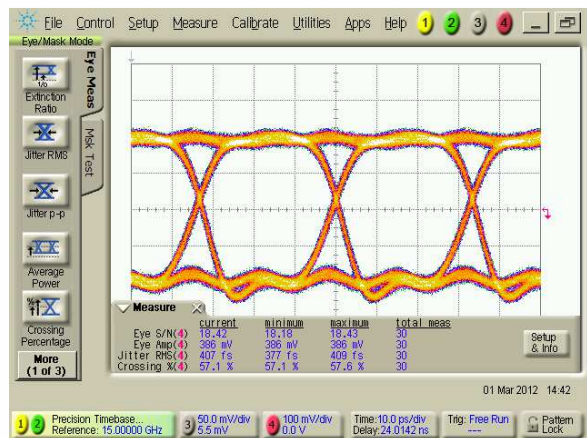 File Control Setup Measure Calibrate Utilities Apps Help 1 2 3 4
Eye/Mask Mode
Eye Meas
Msk Test
Extinction
Ratio
Jitter RMS
Jitter p-p
Average
Power
Crossing
Percentage
More
(1 of 3)
Measure
current minimum maximum total meas
Eye S/N(4) 18.42 18.18 18.43 30
Eye Amp(4) 386 mV 386 mV 386 mV 30
Jitter RMS(4) 407 fs 377 fs 409 fs 30
Crossing %(4) 57.1 % 57.1 % 57.6 % 30
Setup
& Info
01 Mar 2012 14:42
1 2 Precision Timebase...
Reference: 15.00000 GHz
3 50.0 mV/div
5.5 mV
4 100 mV/div
0.0 V
Time:10.0 ps/div
Delay:24.0142 ns
Trig: Free Run
---
Pattern
Lock